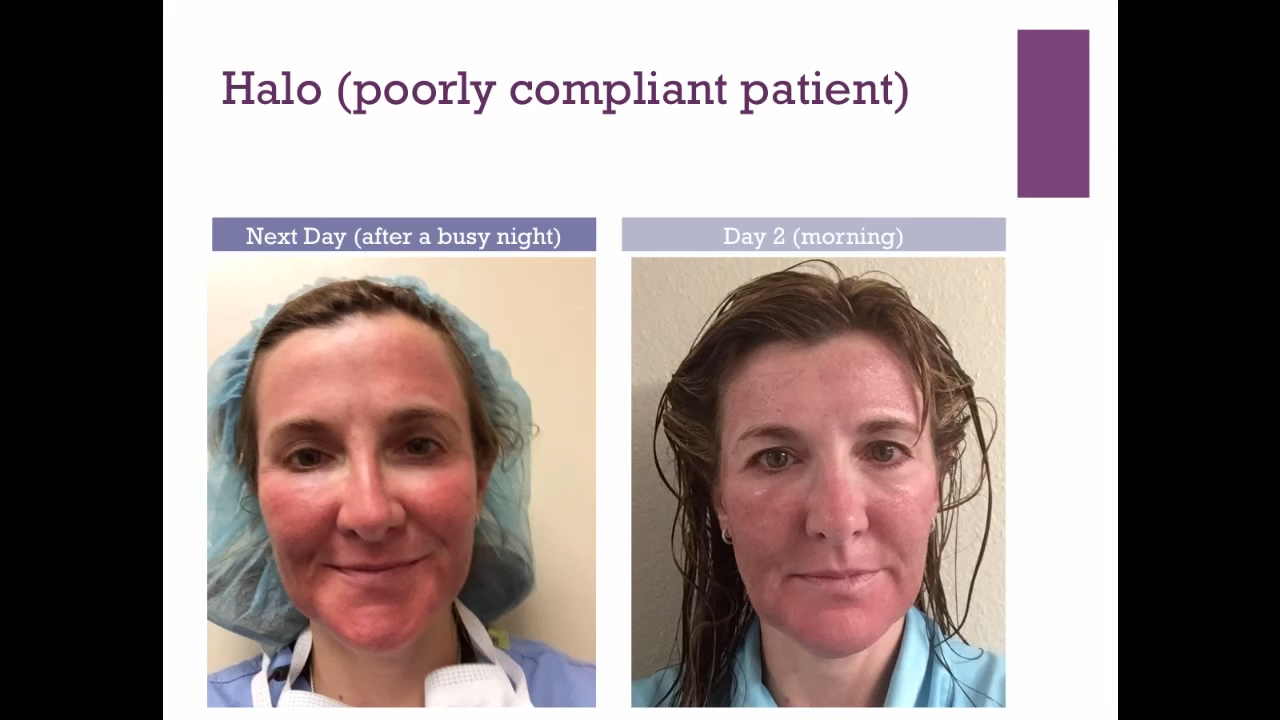 Halo (poorly compliant patient)
Next Day (after a busy night)
Day 2 (morning)